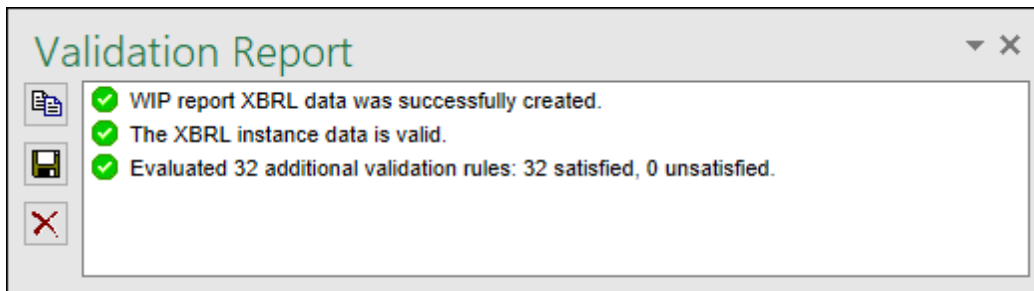 Validation Report
WIP report XBRL data was successfully created.
The XBRL instance data is valid.
Evaluated 32 additional validation rules: 32 satisfied, 0 unsatisfied.